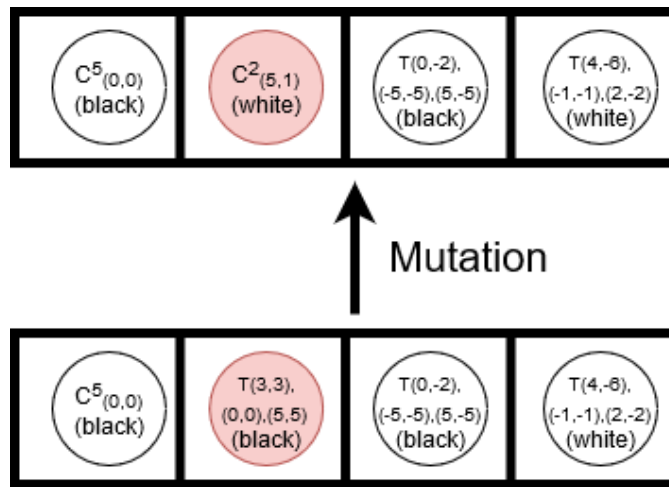 C⁵(0,0)
(black)
C²(5,1)
(white)
T(0,-2),
(-5,-5),(5,-5)
(black)
T(4,-6),
(-1,-1),(2,-2)
(white)
Mutation
C⁵(0,0)
(black)
T(3,3),
(0,0),(5,5)
(black)
T(0,-2),
(-5,-5),(5,-5)
(black)
T(4,-6),
(-1,-1),(2,-2)
(white)